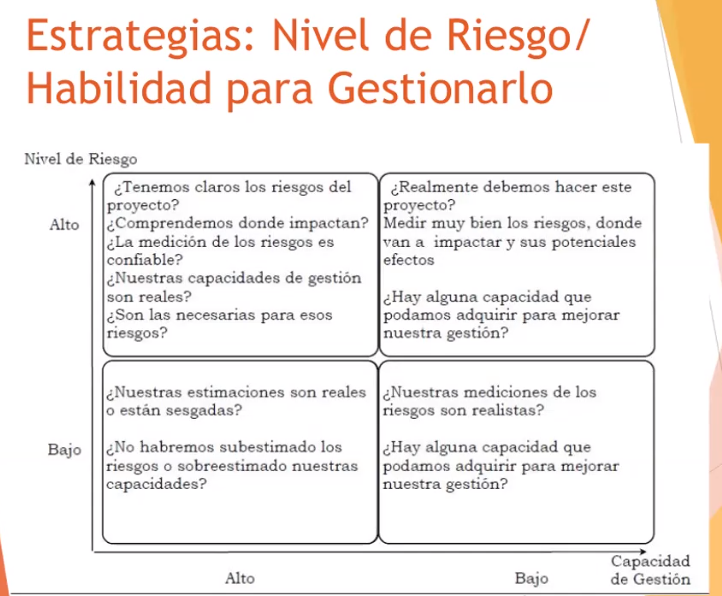 Estrategias: Nivel de Riesgo/
Habilidad para Gestionarlo
Nivel de Riesgo
Alto
¿Tenemos claros los riesgos del
proyecto?
¿Comprendemos donde impactan?
¿La medición de los riesgos es
confiable?
¿Nuestras capacidades de gestión
son reales?
¿Son las necesarias para esos
riesgos?
¿Realmente debemos hacer este
proyecto?
Medir muy bien los riesgos, donde
van a impactar y sus potenciales
efectos
¿Hay alguna capacidad que
podamos adquirir para mejorar
nuestra gestión?
Bajo
¿Nuestras estimaciones son reales
o están sesgadas?
¿No habremos subestimado los
riesgos o sobreestimado nuestras
capacidades?
¿Nuestras mediciones de los
riesgos son realistas?
¿Hay alguna capacidad que
podamos adquirir para mejorar
nuestra gestión?
Alto
Bajo
Capacidad
de Gestión